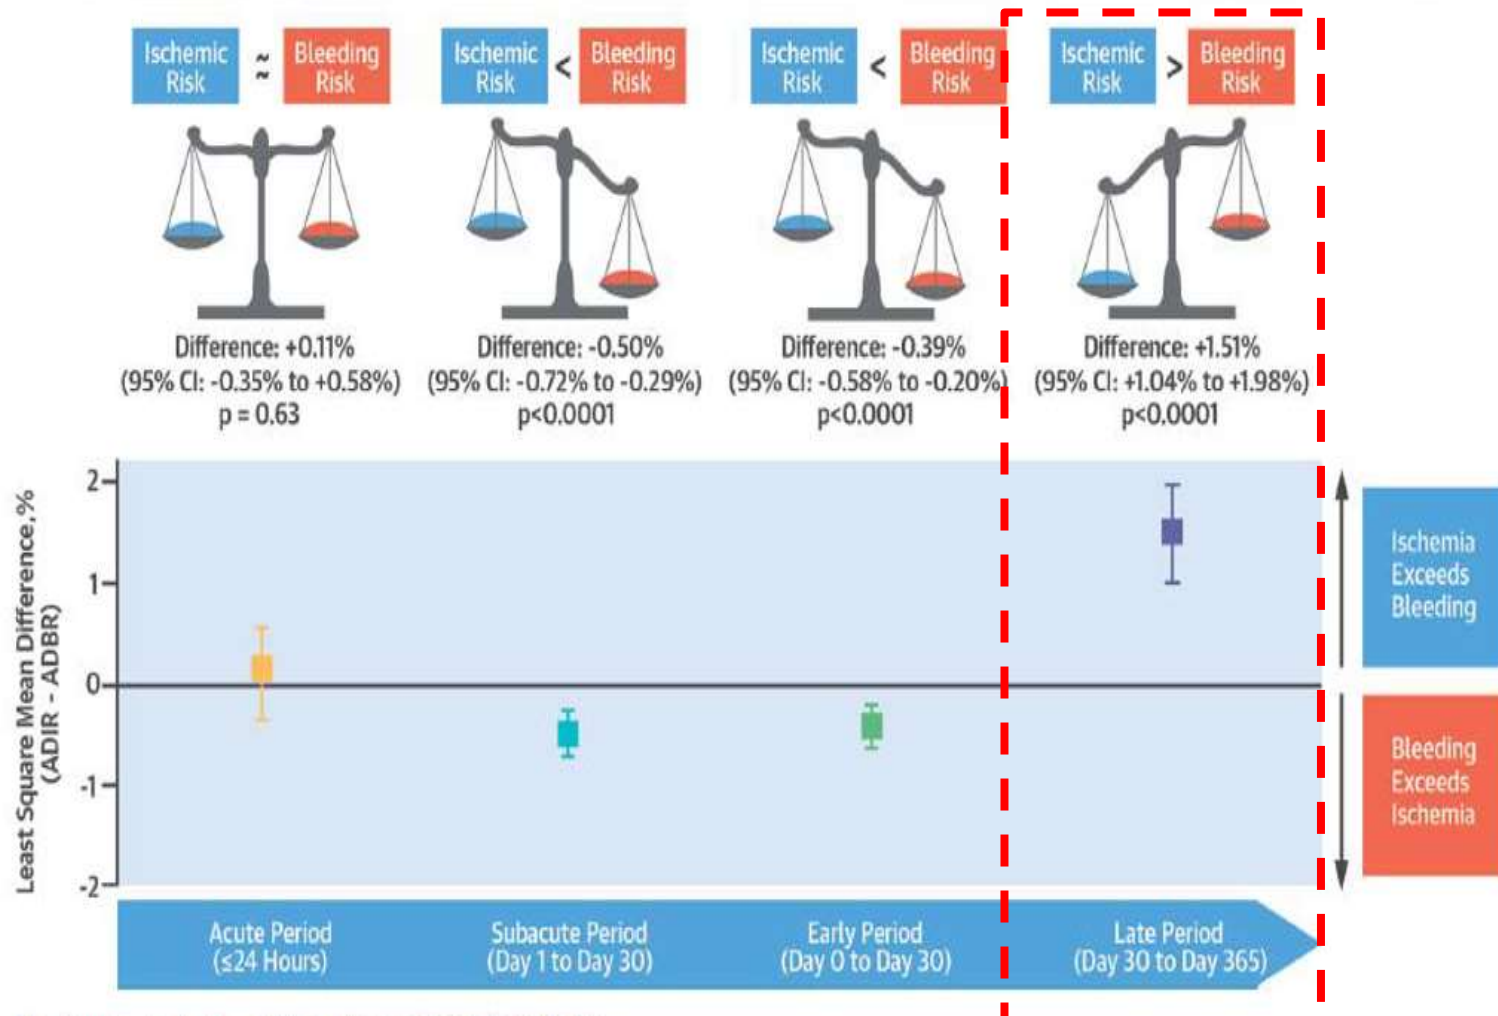 Ischemic
Risk
≈
Bleeding
Risk
Ischemic
Risk
<
Bleeding
Risk
Ischemic
Risk
<
Bleeding
Risk
Ischemic
Risk
>
Bleeding
Risk
Difference: +0.11%
(95% CI: -0.35% to +0.58%)
p = 0.63
Difference: -0.50%
(95% CI: -0.72% to -0.29%)
p<0.0001
Difference: -0.39%
(95% CI: -0.58% to -0.20%)
p<0.0001
Difference: +1.51%
(95% CI: +1.04% to +1.98%)
p<0.0001
Least Square Mean Difference,%
(ADIR - ADBR)
2
1
0
-1
-2
Ischemia
Exceeds
Bleeding
Bleeding
Exceeds
Ischemia
Acute Period
(≤24 Hours)
Subacute Period
(Day 1 to Day 30)
Early Period
(Day 0 to Day 30)
Late Period
(Day 30 to Day 365)